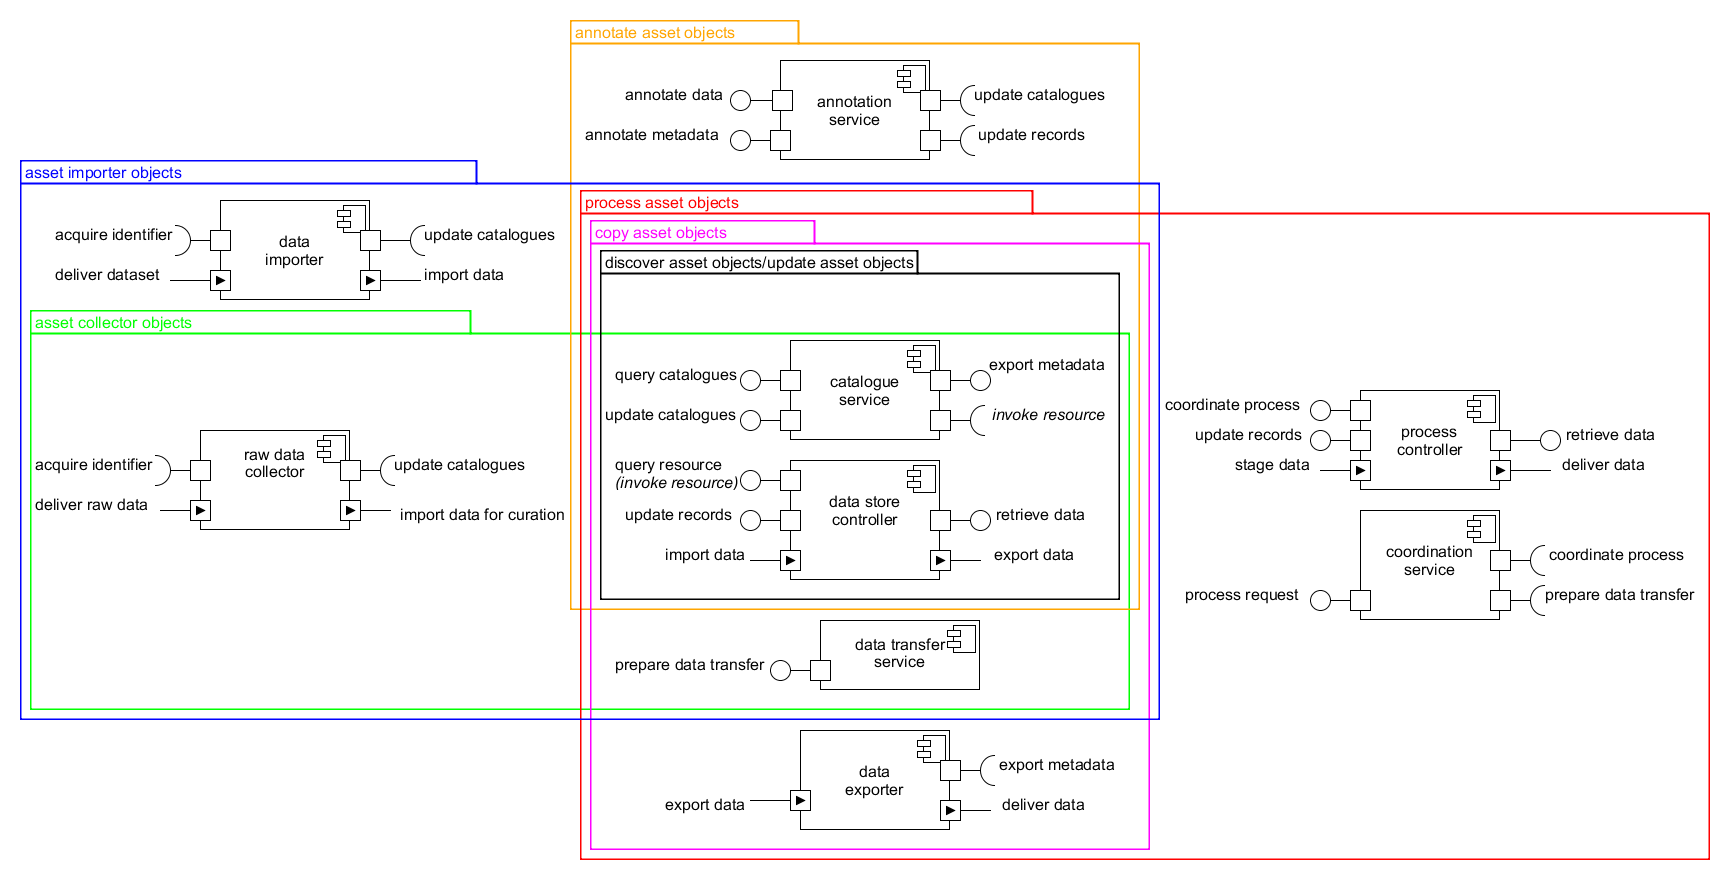 annotate asset objects
annotate data
annotate metadata
annotation
service
update catalogues
update records
asset importer objects
acquire identifier
deliver dataset
data
importer
update catalogues
import data
process asset objects
copy asset objects
discover asset objects/update asset objects
asset collector objects
query catalogues
update catalogues
catalogue
service
export metadata
invoke resource
acquire identifier
deliver raw data
raw data
collector
update catalogues
import data for curation
query resource
(invoke resource)
update records
import data
data store
controller
retrieve data
export data
coordinate process
update records
stage data
process
controller
retrieve data
deliver data
process request
coordination
service
coordinate process
prepare data transfer
prepare data transfer
data transfer
service
export data
data
exporter
export metadata
deliver data